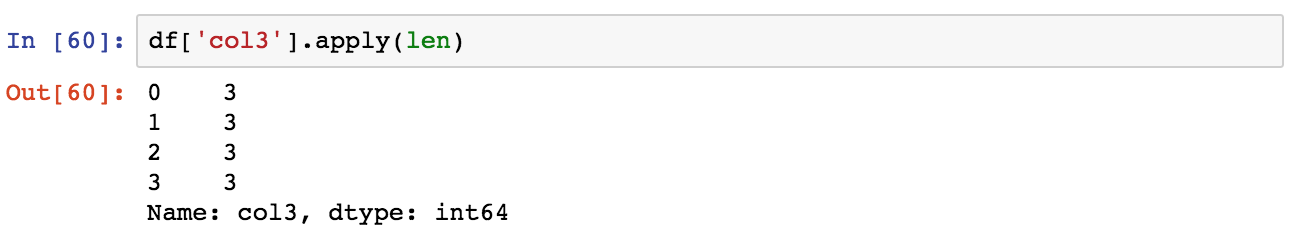 In [60]: df['col3'].apply(len)
Out[60]: 0 3
1 3
2 3
3 3
Name: col3, dtype: int64